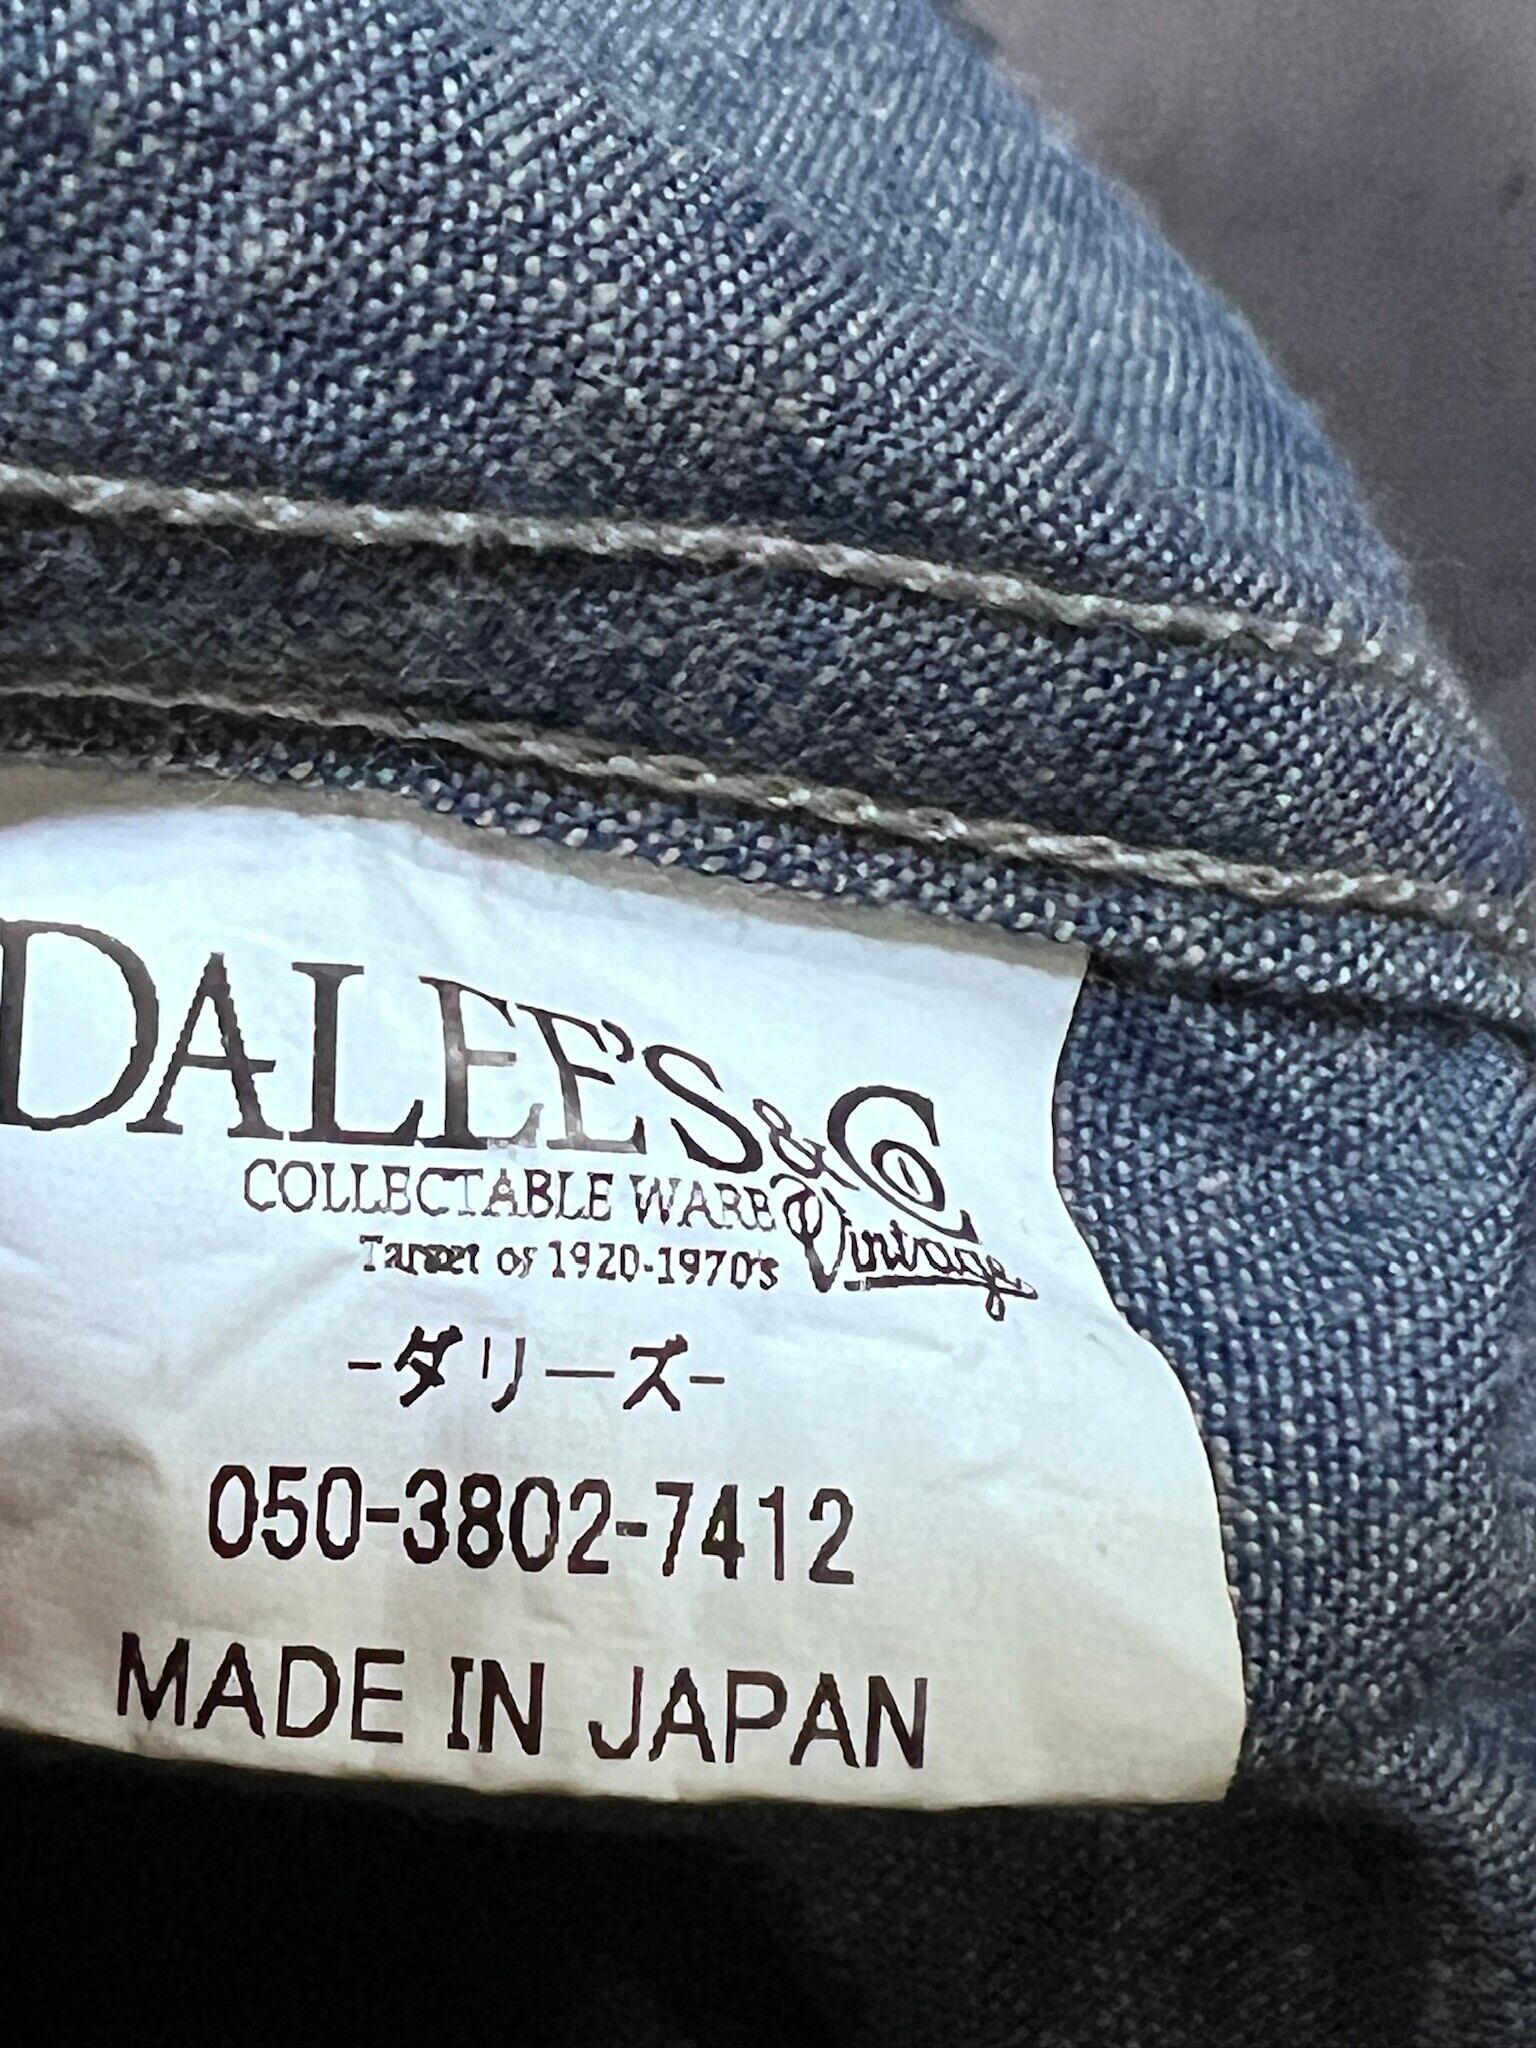 DALEE'S & Co
COLLECTABLE WARE Vintage
Target of 1920-1970's
-ダリーズ-
050-3802-7412
MADE IN JAPAN